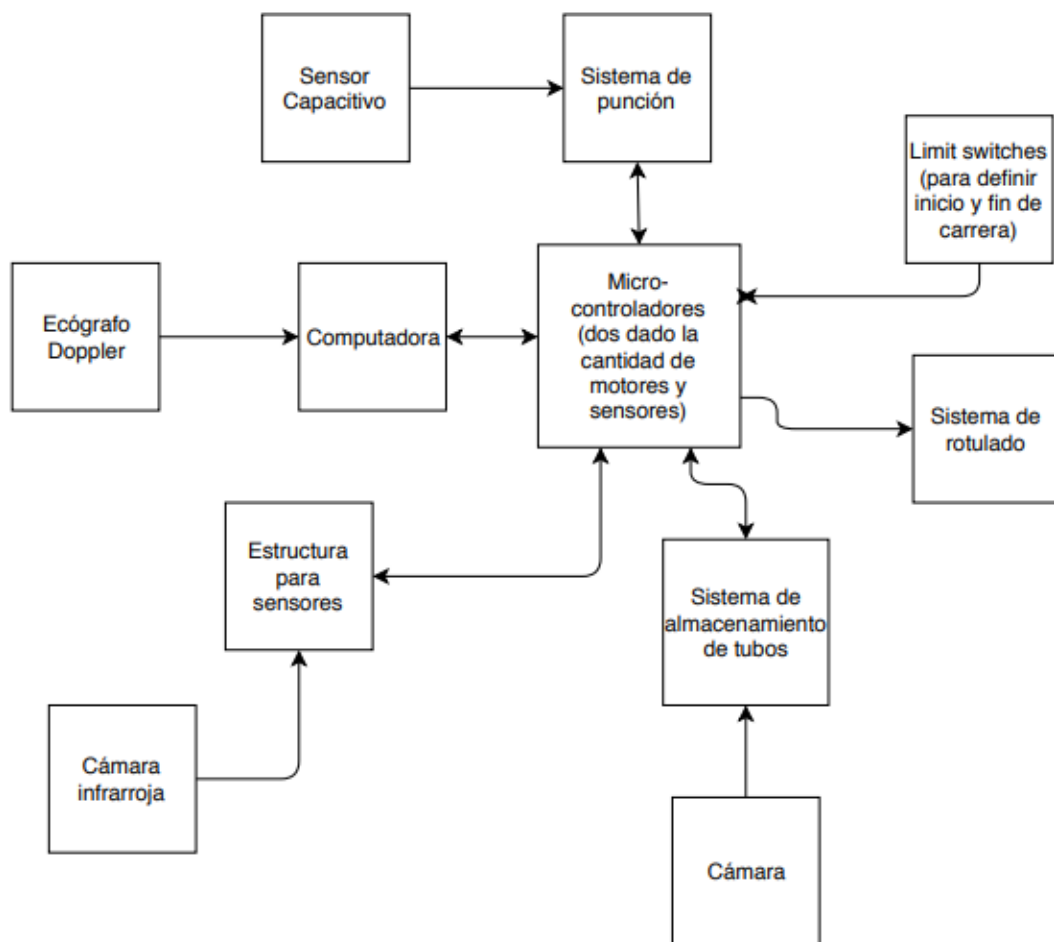 Sensor
Capacitivo
Sistema de
punción
Limit switches
(para definir
inicio y fin de
carrera)
Micro-
controladores
(dos dado la
cantidad de
motores y
sensores)
Ecógrafo
Doppler
Computadora
Sistema de
rotulado
Estructura
para
sensores
Sistema de
almacenamiento
de tubos
Cámara
infrarroja
Cámara